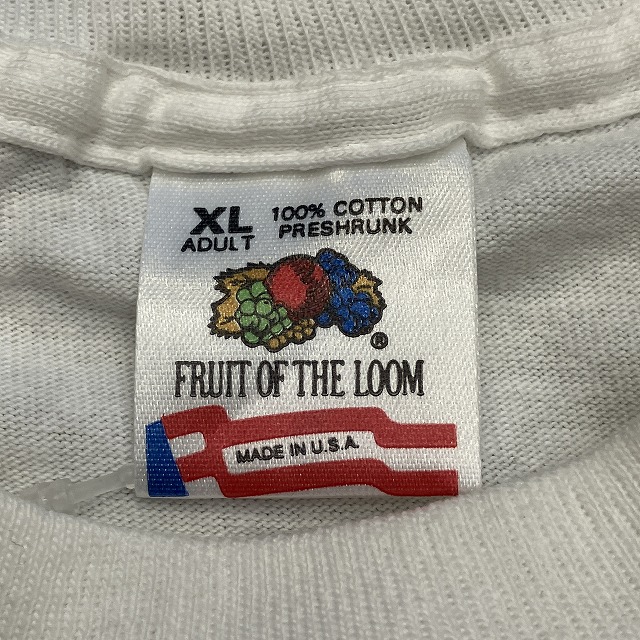 XL 100% COTTON
ADULT PRESHRUNK
®
FRUIT OF THE LOOM
MADE IN U.S.A.